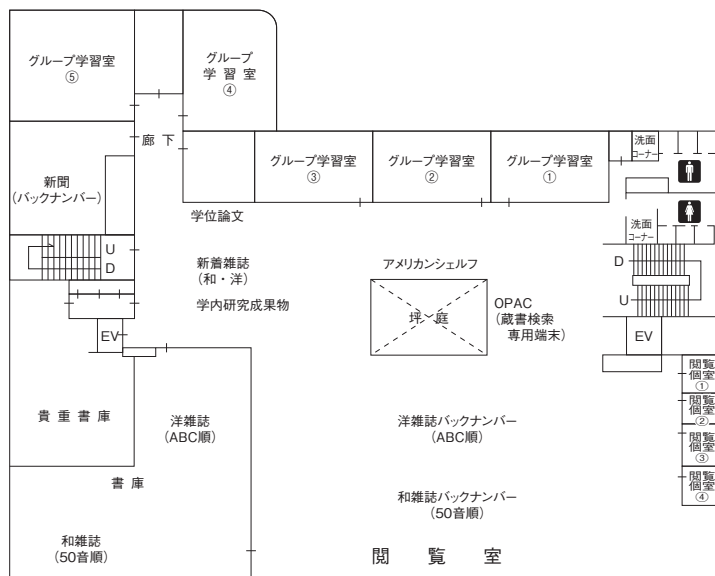 グループ学習室
⑤
グループ
学習室
④
廊下
新聞
(バックナンバー)
グループ学習室
③
グループ学習室
②
グループ学習室
①
洗面
コーナー
洗面
コーナー
学位論文
U
D
新着雑誌
(和・洋)
学内研究成果物
アメリカンシェルフ
坪庭
OPAC
(蔵書検索
専用端末)
D
U
EV
EV
貴重書庫
洋雑誌
(ABC順)
書庫
和雑誌
(50音順)
洋雑誌バックナンバー
(ABC順)
和雑誌バックナンバー
(50音順)
閲覧室
閲覧
個室
①
閲覧
個室
②
閲覧
個室
③
閲覧
個室
④